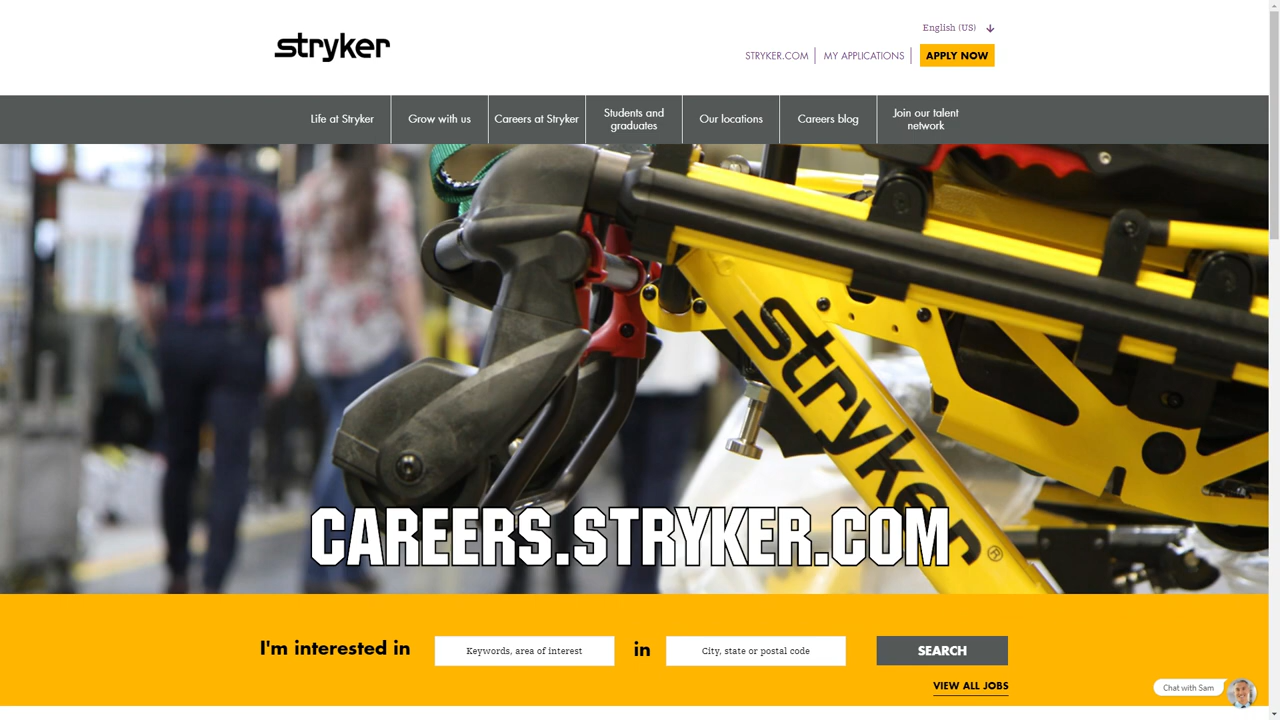 stryker
English (US)
STRYKER.COM
MY APPLICATIONS
APPLY NOW
Life at Stryker
Grow with us
Careers at Stryker
Students and
graduates
Our locations
Careers blog
Join our talent
network
stryker®
CAREERS.STRYKER.COM
I'm interested in
Keywords, area of interest
in
City, state or postal code
SEARCH
VIEW ALL JOBS
Chat with Sam